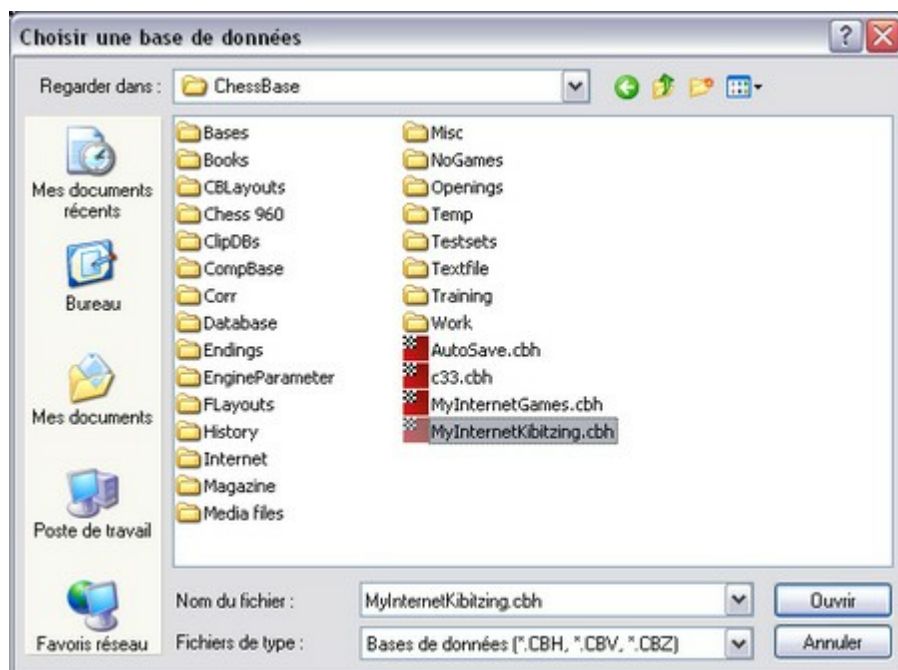 Choisir une base de données
Regarder dans :
ChessBase
Mes documents
récents
Bureau
Mes documents
Poste de travail
Favoris réseau
Bases
Books
CBLayouts
Chess 960
ClipDBs
CompBase
Corr
Database
Endings
EngineParameter
FLayouts
History
Internet
Magazine
Media files
Misc
NoGames
Openings
Temp
Testsets
Textfile
Training
Work
AutoSave.cbh
c33.cbh
MyInternetGames.cbh
MyInternetKibitzing.cbh
Nom du fichier :
MyInternetKibitzing.cbh
Ouvrir
Fichiers de type :
Bases de données (*.CBH, *.CBV, *.CBZ)
Annuler